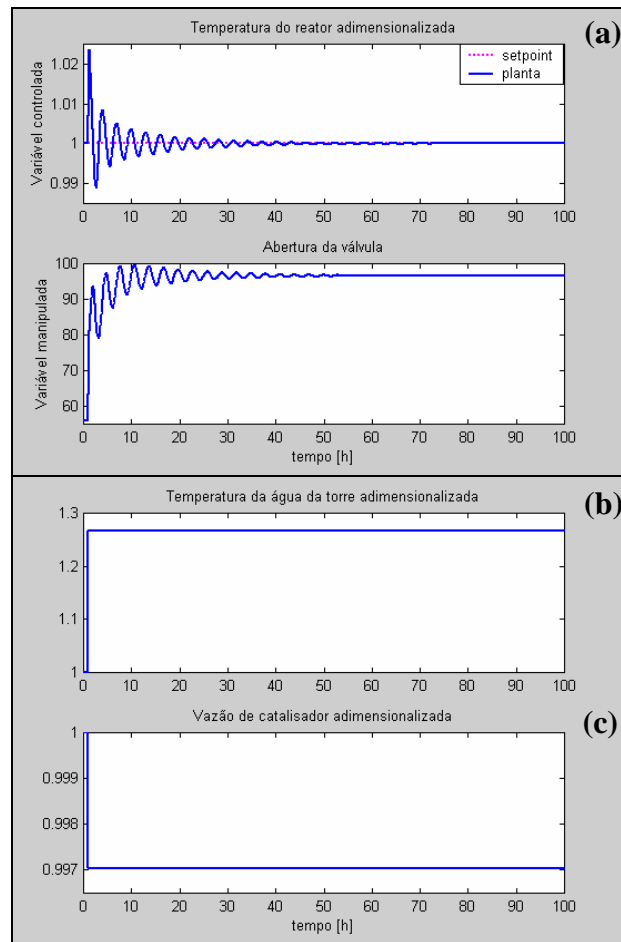 Temperatura do reator adimensionalizada
(a)
setpoint
planta
Variável controlada
1.02
1.01
1
0.99
0 10 20 30 40 50 60 70 80 90 100
Abertura da válvula
Variável manipulada
100
90
80
70
60
0 10 20 30 40 50 60 70 80 90 100
tempo [h]
Temperatura da água da torre adimensionalizada
(b)
1.3
1.2
1.1
1
0 10 20 30 40 50 60 70 80 90 100
Vazão de catalisador adimensionalizada
(c)
1
0.999
0.998
0.997
0 10 20 30 40 50 60 70 80 90 100
tempo [h]